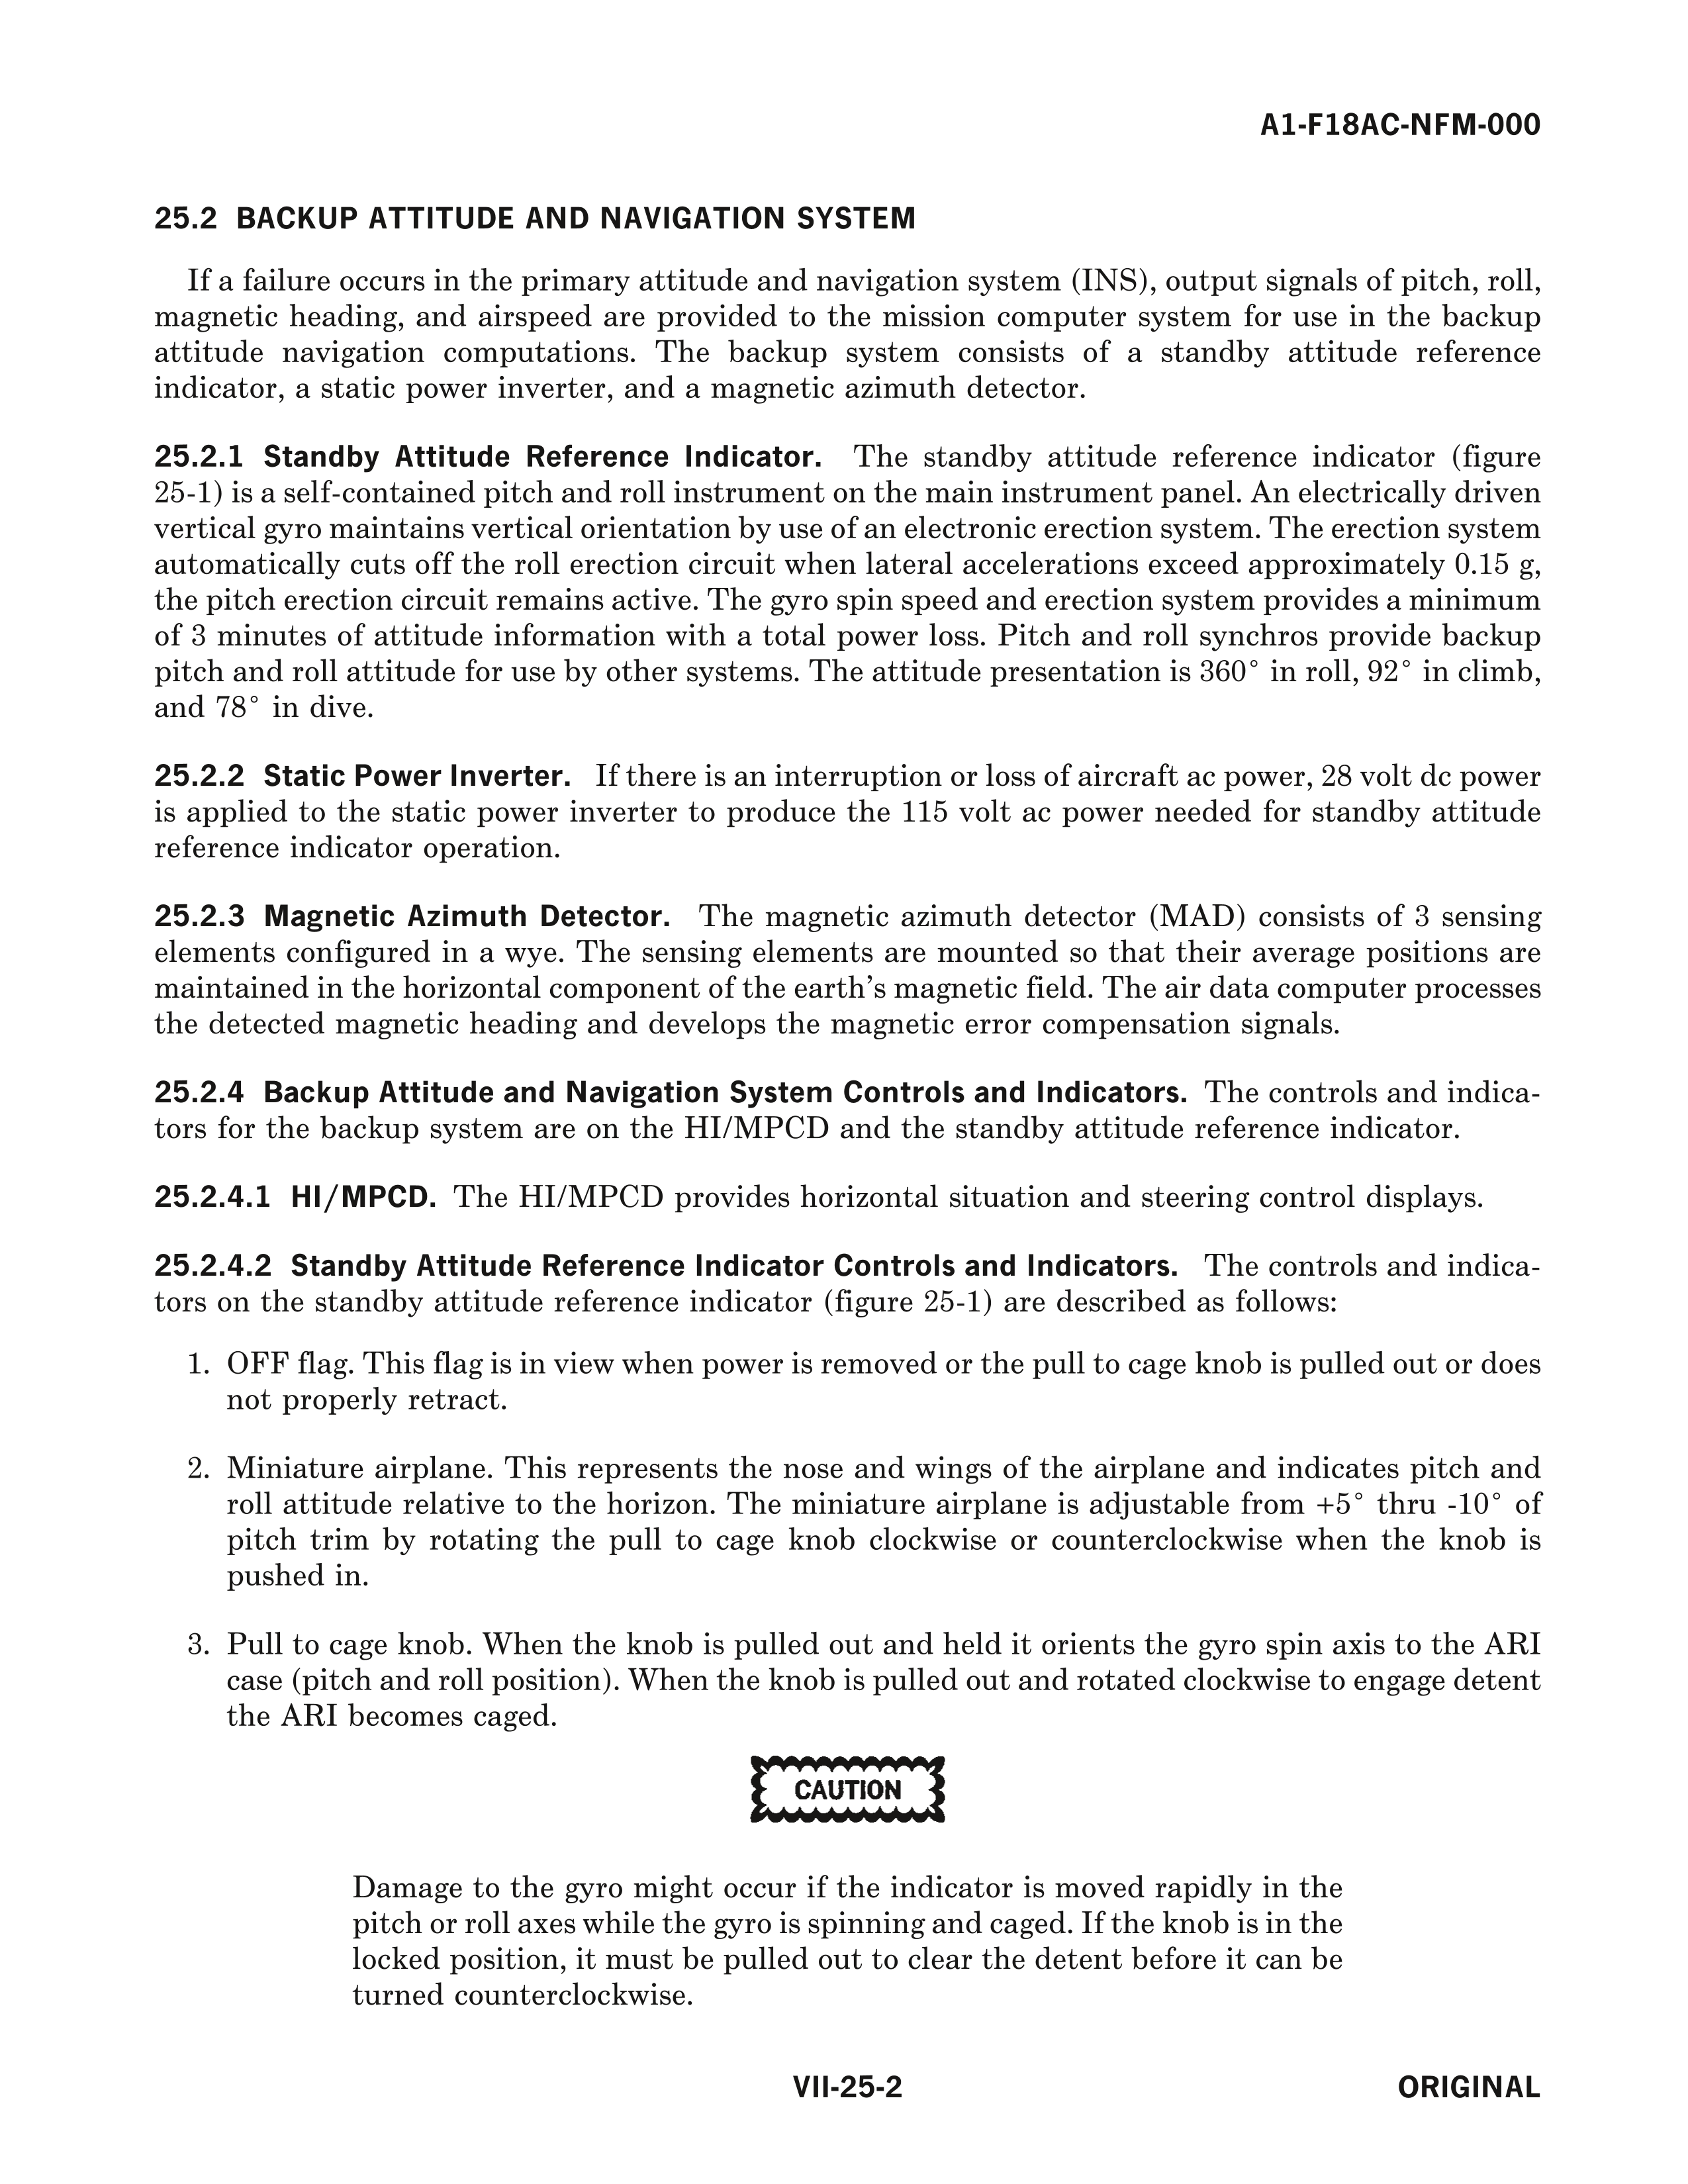 A1-F18AC-NFM-000
25.2 BACKUP ATTITUDE AND NAVIGATION SYSTEM
If a failure occurs in the primary attitude and navigation system (INS), output signals of pitch, roll,
magnetic heading, and airspeed are provided to the mission computer system for use in the backup
attitude navigation computations. The backup system consists of a standby attitude reference
indicator, a static power inverter, and a magnetic azimuth detector.
25.2.1 Standby Attitude Reference Indicator. The standby attitude reference indicator (figure
25-1) is a self-contained pitch and roll instrument on the main instrument panel. An electrically driven
vertical gyro maintains vertical orientation by use of an electronic erection system. The erection system
automatically cuts off the roll erection circuit when lateral accelerations exceed approximately 0.15 g,
the pitch erection circuit remains active. The gyro spin speed and erection system provides a minimum
of 3 minutes of attitude information with a total power loss. Pitch and roll synchros provide backup
pitch and roll attitude for use by other systems. The attitude presentation is 360° in roll, 92° in climb,
and 78° in dive.
25.2.2 Static Power Inverter. If there is an interruption or loss of aircraft ac power, 28 volt dc power
is applied to the static power inverter to produce the 115 volt ac power needed for standby attitude
reference indicator operation.
25.2.3 Magnetic Azimuth Detector. The magnetic azimuth detector (MAD) consists of 3 sensing
elements configured in a wye. The sensing elements are mounted so that their average positions are
maintained in the horizontal component of the earth's magnetic field. The air data computer processes
the detected magnetic heading and develops the magnetic error compensation signals.
25.2.4 Backup Attitude and Navigation System Controls and Indicators. The controls and indica-
tors for the backup system are on the HI/MPCD and the standby attitude reference indicator.
25.2.4.1 HI/MPCD. The HI/MPCD provides horizontal situation and steering control displays.
25.2.4.2 Standby Attitude Reference Indicator Controls and Indicators. The controls and indica-
tors on the standby attitude reference indicator (figure 25-1) are described as follows:
1. OFF flag. This flag is in view when power is removed or the pull to cage knob is pulled out or does
not properly retract.
2. Miniature airplane. This represents the nose and wings of the airplane and indicates pitch and
roll attitude relative to the horizon. The miniature airplane is adjustable from +5° thru -10° of
pitch trim by rotating the pull to cage knob clockwise or counterclockwise when the knob is
pushed in.
3. Pull to cage knob. When the knob is pulled out and held it orients the gyro spin axis to the ARI
case (pitch and roll position). When the knob is pulled out and rotated clockwise to engage detent
the ARI becomes caged.
CAUTION
Damage to the gyro might occur if the indicator is moved rapidly in the
pitch or roll axes while the gyro is spinning and caged. If the knob is in the
locked position, it must be pulled out to clear the detent before it can be
turned counterclockwise.
VII-25-2
ORIGINAL